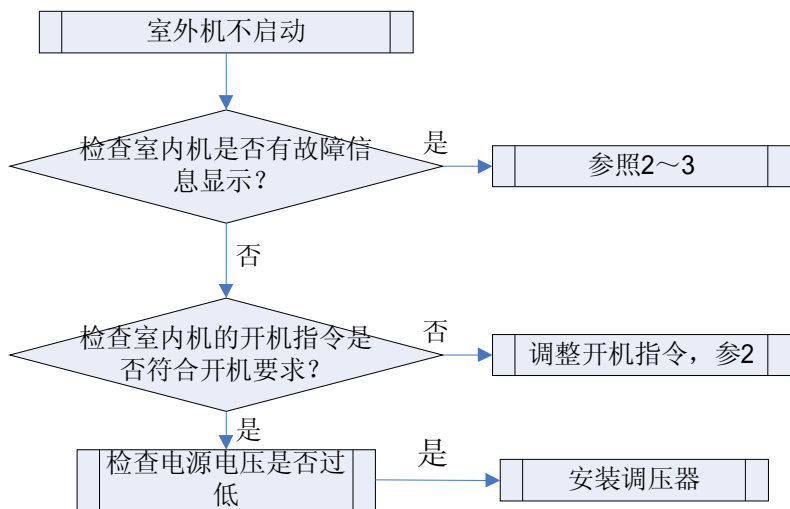 室外机不启动
检查室内机是否有故障信
息显示？
是
参照2～3
否
检查室内机的开机指令是
否符合开机要求？
否
调整开机指令，参2
是
检查电源电压是否过
低
是
安装调压器